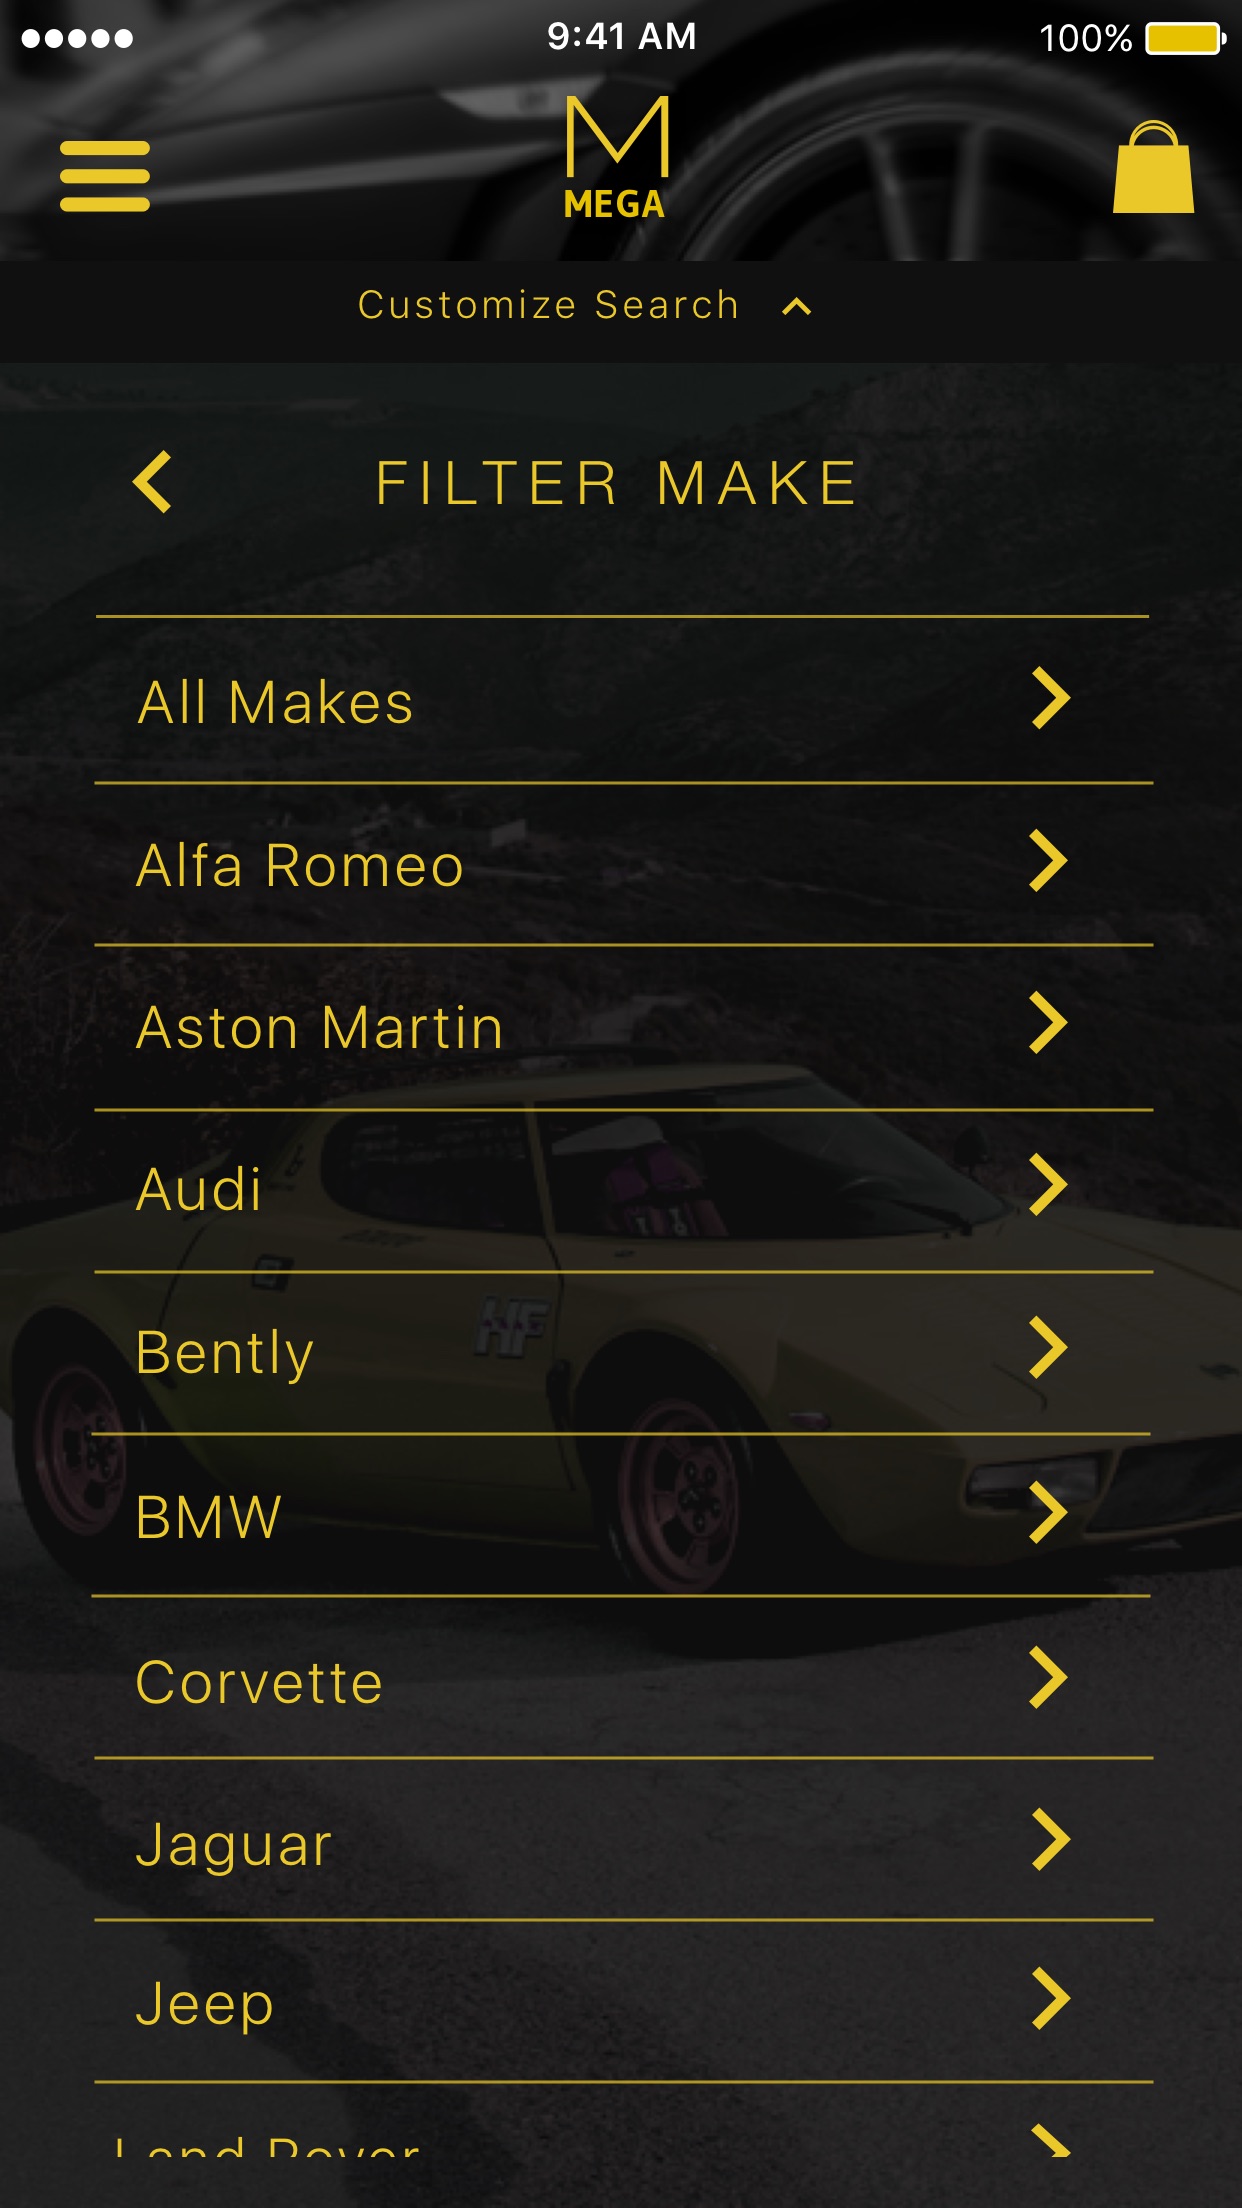 9:41 AM
100%
M
MEGA
Customize Search
FILTER MAKE
All Makes
Alfa Romeo
Aston Martin
Audi
Bently
HF
BMW
Corvette
Jaguar
Jeep
Land Rover